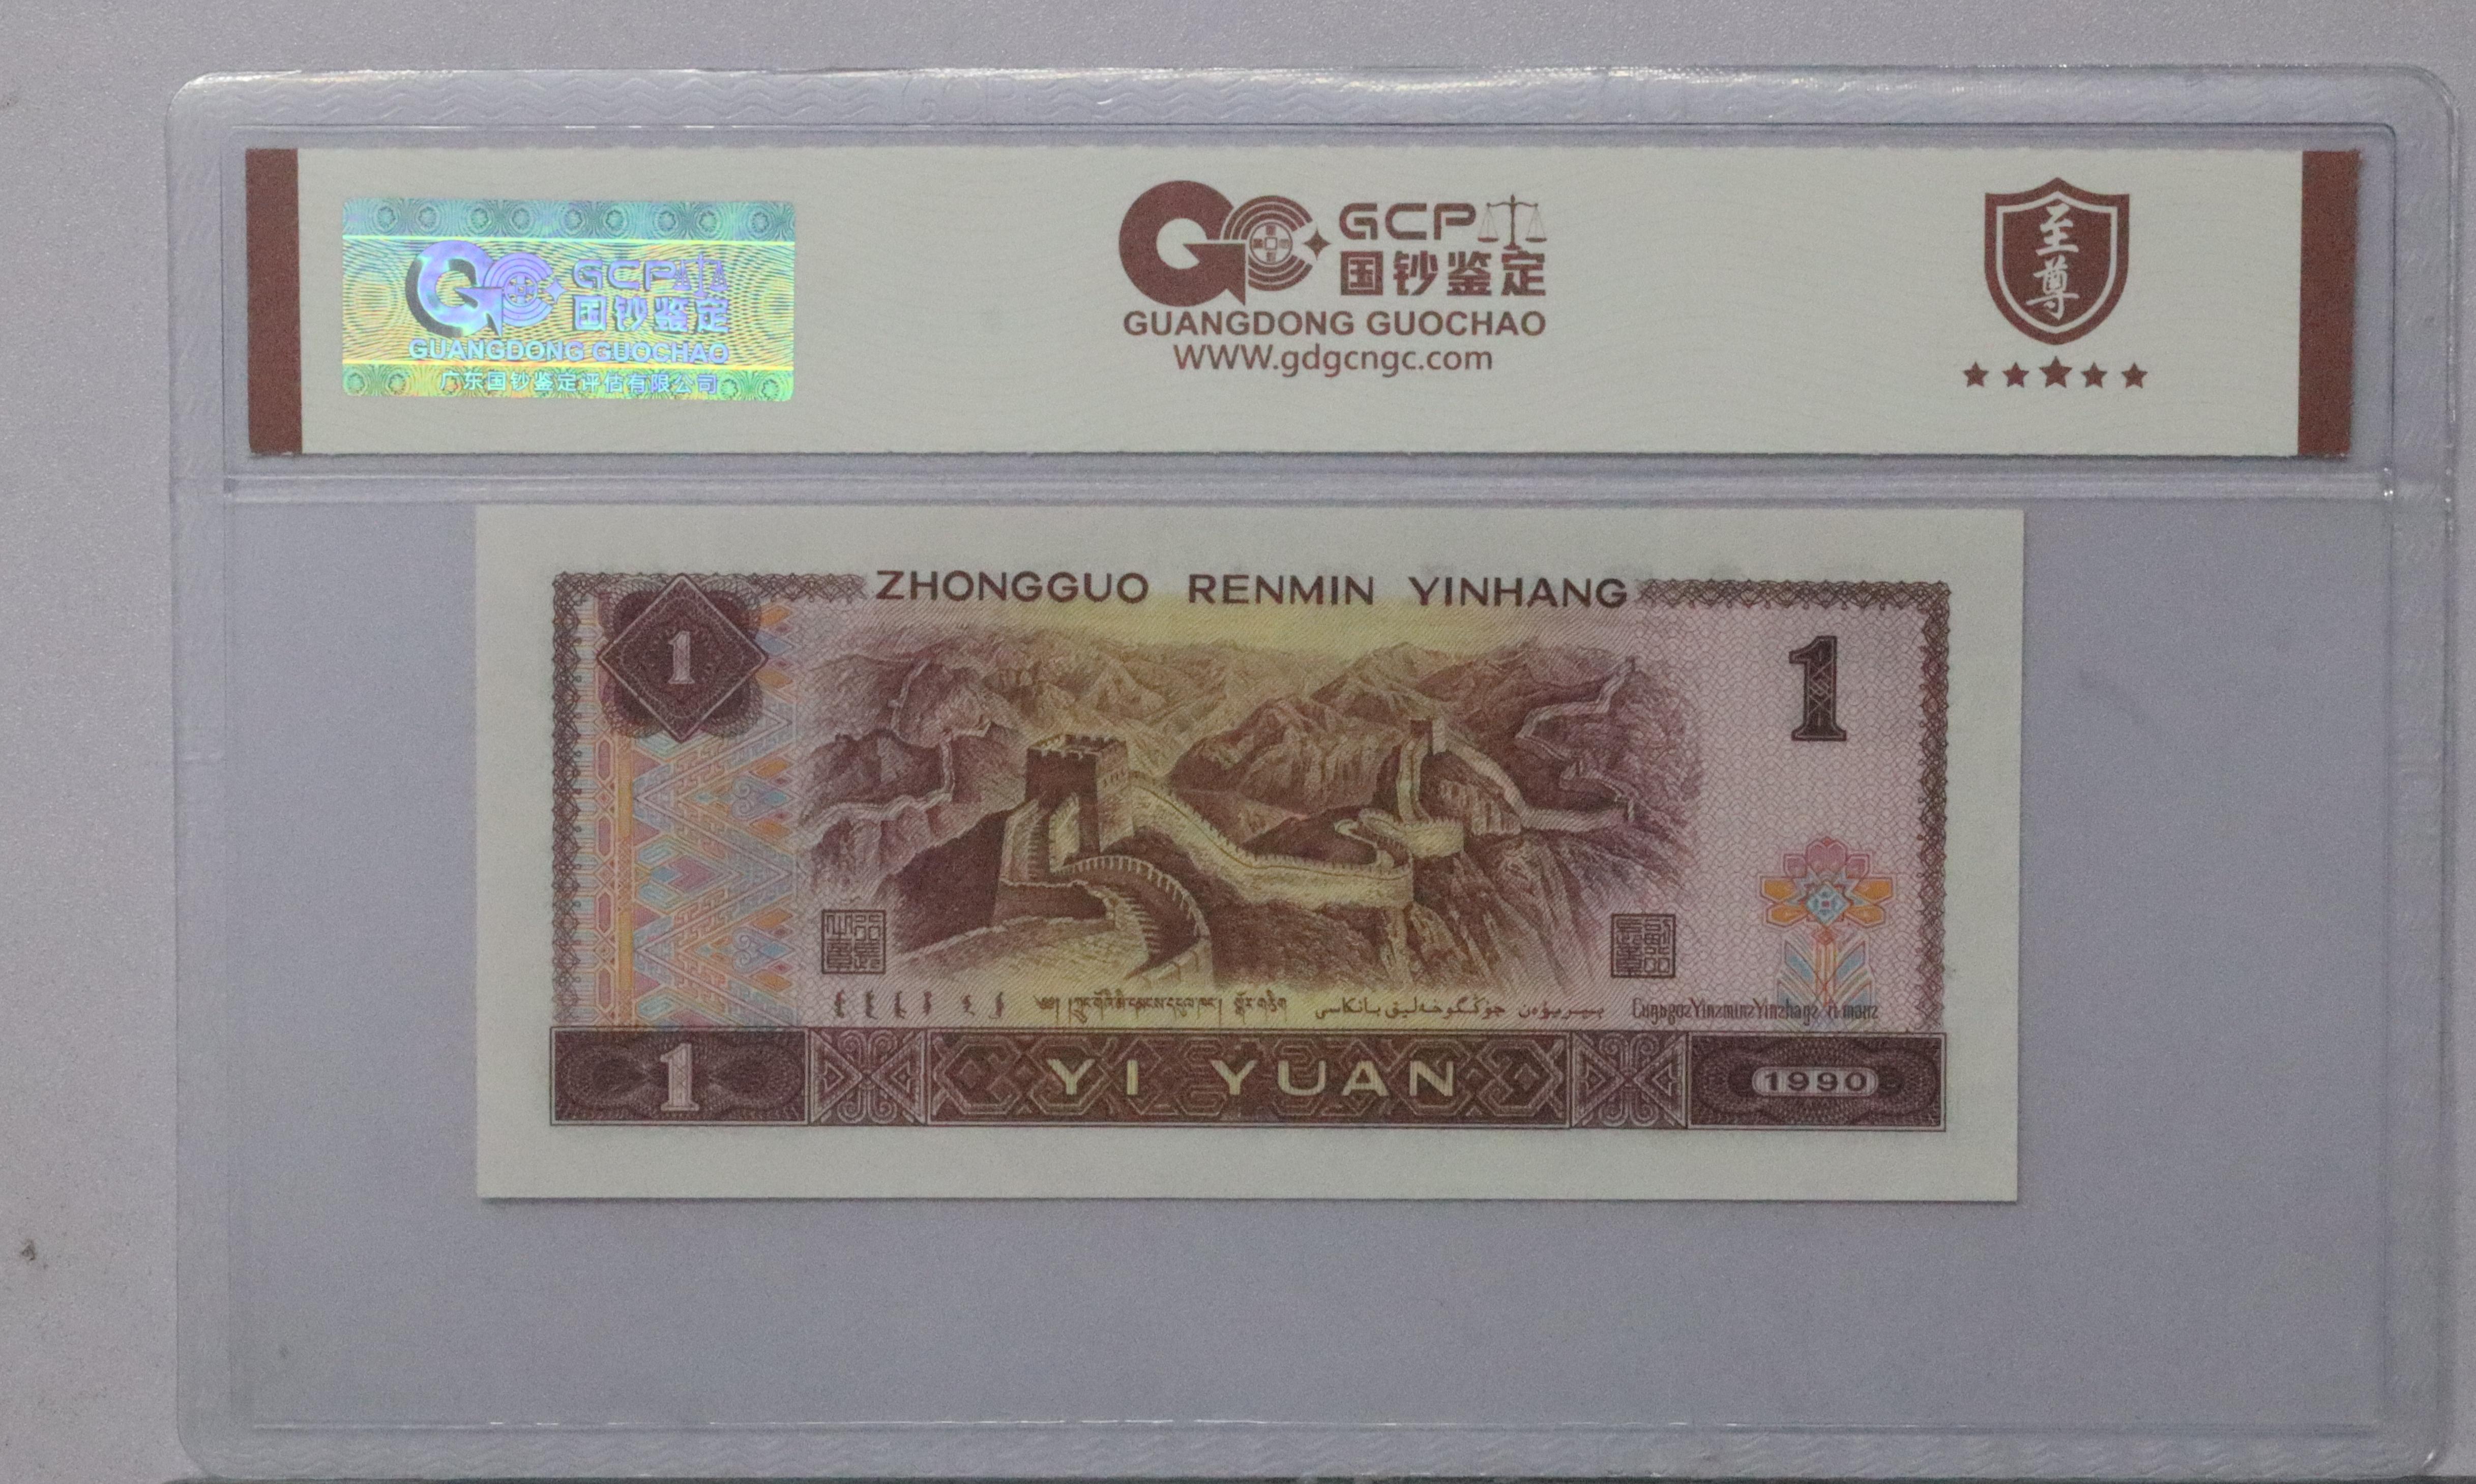 GCP
国钞鉴定
GUANGDONG GUOCHAO
广东国钞鉴定评估有限公司
GCP
国钞鉴定
GUANGDONG GUOCHAO
WWW.gdgcngc.com
至尊
ZHONGGUO RENMIN YINHANG
1
1
1
YI YUAN
1990